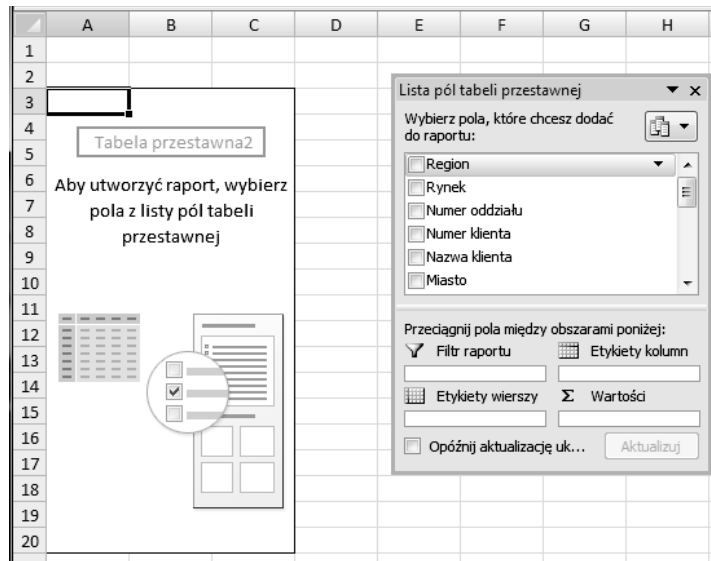 A B C D E F G H
1
2
3
4
5
6
7
8
9
10
11
12
13
14
15
16
17
18
19
20
Tabela przestawna2
Aby utworzyć raport, wybierz
pola z listy pól tabeli
przestawnej
Lista pól tabeli przestawnej
Wybierz pola, które chcesz dodać
do raportu:
Region
Rynek
Numer oddziału
Numer klienta
Nazwa klienta
Miasto
Przeciągnij pola między obszarami poniżej:
Filtr raportu Etykiety kolumn
Etykiety wierszy Σ Wartości
Opóźnij aktualizację uk... Aktualizuj